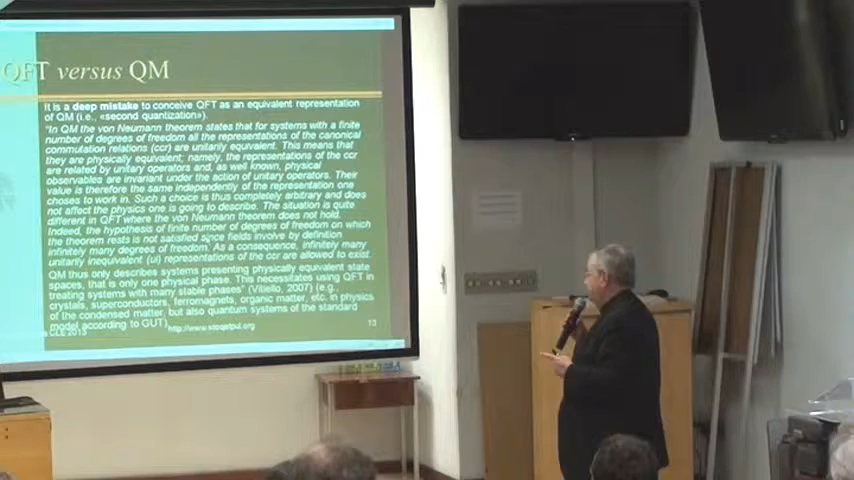 QFT versus QM
It is a deep mistake to conceive QFT as an equivalent representation
of QM (i.e., «second quantization»).
"In QM the von Neumann theorem states that for systems with a finite
number of degrees of freedom all the representations of the canonical
commutation relations (ccr) are unitarily equivalent. This means that
they are physically equivalent; namely, the representations of the ccr
are related by unitary operators and, as well known, physical
observables are invariant under the action of unitary operators. Their
value is therefore the same independently of the representation one
choses to work in. Such a choice is thus completely arbitrary and does
not affect the physics one is going to describe. The situation is quite
different in QFT where the von Neumann theorem does not hold.
Indeed, the hypothesis of finite number of degrees of freedom on which
the theorem rests is not satisfied since fields involve by definition
infinitely many degrees of freedom. As a consequence, infinitely many
unitarily inequivalent (ui) representations of the ccr are allowed to exist.
QM thus only describes systems presenting physically equivalent state
spaces, that is only one physical phase. This necessitates using QFT in
treating systems with many stable phases" (Vitiello, 2007) (e.g.,
crystals, superconductors, ferromagnets, organic matter, etc. in physics
of the condensed matter, but also quantum systems of the standard
model according to GUT)
CLE 2013
http://www.stoqatpul.org
13